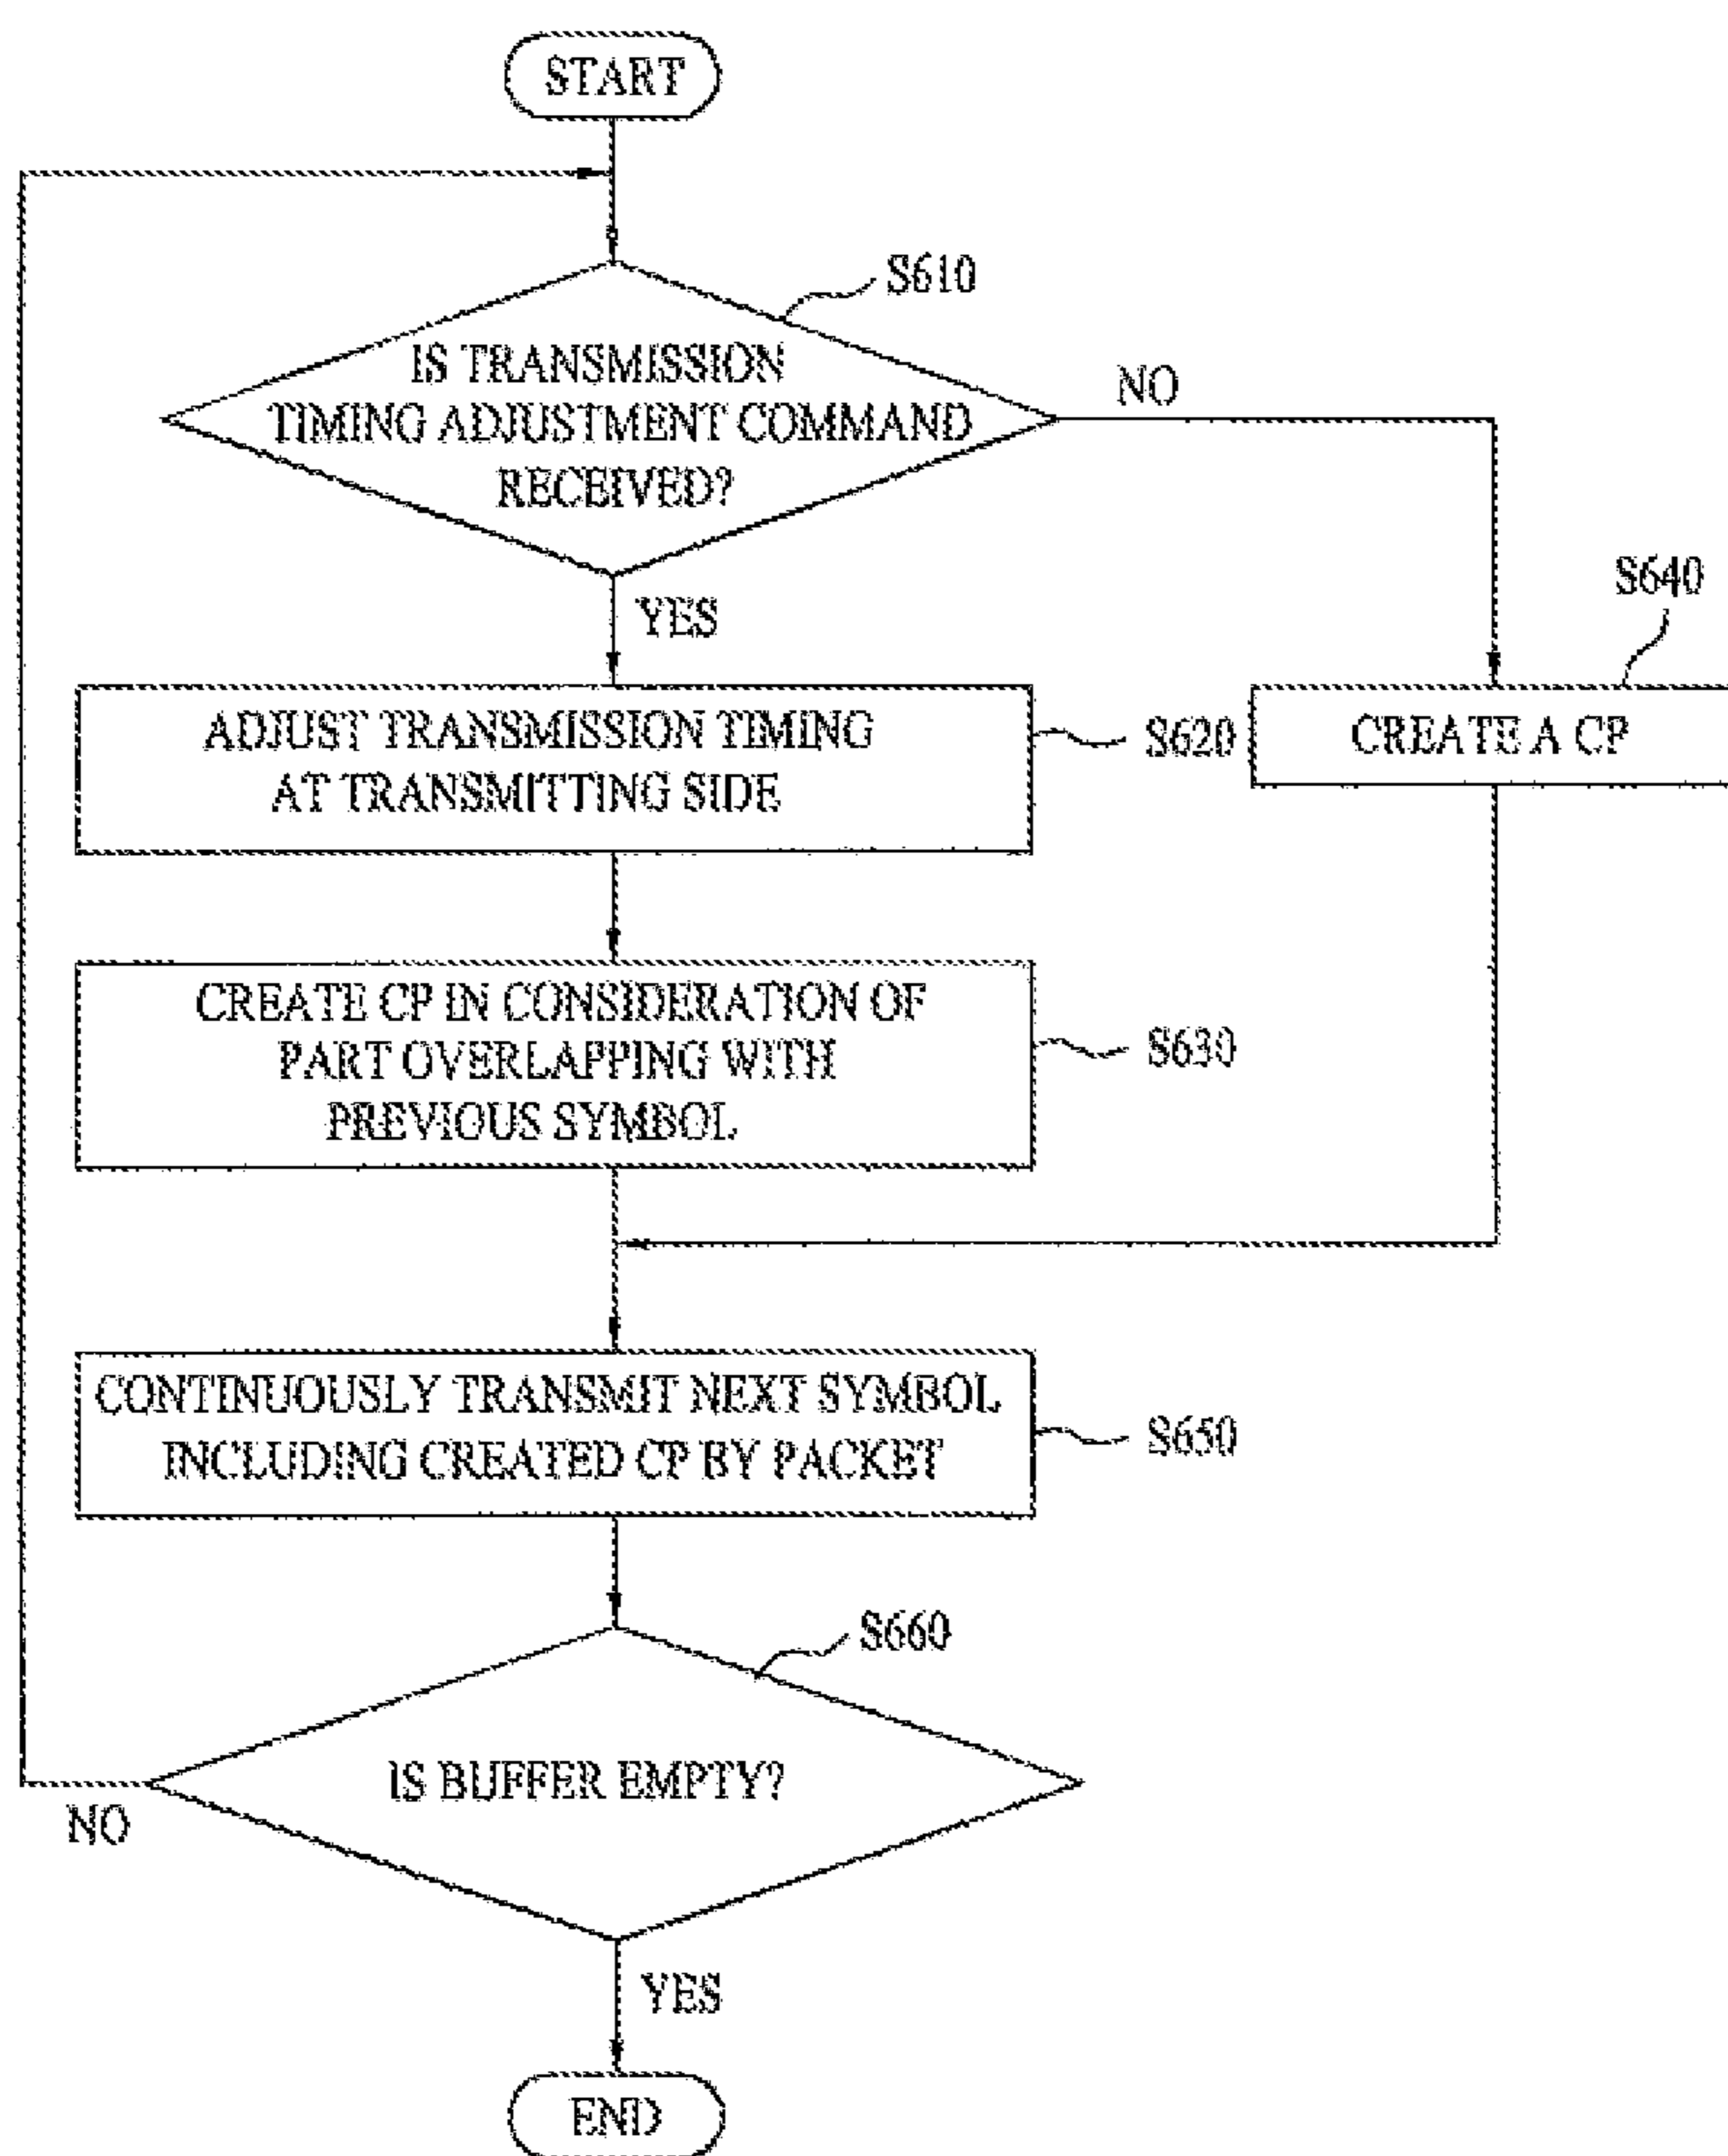 START
S610
IS TRANSMISSION
TIMING ADJUSTMENT COMMAND
RECEIVED?
NO
YES
S640
ADJUST TRANSMISSION TIMING
AT TRANSMITTING SIDE
S620
CREATE A CP
CREATE CP IN CONSIDERATION OF
PART OVERLAPPING WITH
PREVIOUS SYMBOL
S630
CONTINUOUSLY TRANSMIT NEXT SYMBOL
INCLUDING CREATED CP BY PACKET
S650
S660
IS BUFFER EMPTY?
NO
YES
END